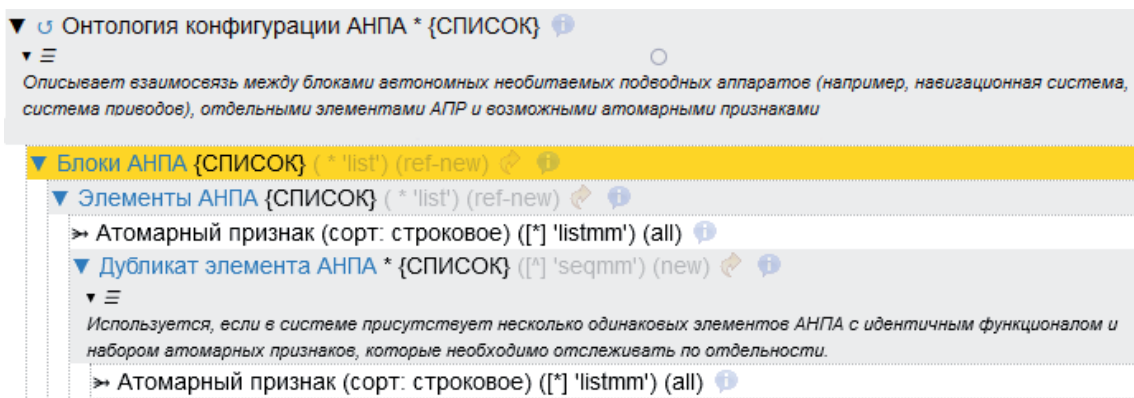 ▼ ↺ Онтология конфигурации АНПА * {СПИСОК} i
▼ ☰
Описывает взаимосвязь между блоками автономных необитаемых подводных аппаратов (например, навигационная система,
система приводов), отдельными элементами АПР и возможными атомарными признаками
▼ Блоки АНПА {СПИСОК} ( * 'list') (ref-new) i
▼ Элементы АНПА {СПИСОК} ( * 'list') (ref-new) i
⤖ Атомарный признак (сорт: строковое) ([*] 'listmm') (all) i
▼ Дубликат элемента АНПА * {СПИСОК} ([^] 'seqmm') (new) i
▼ ☰
Используется, если в системе присутствует несколько одинаковых элементов АНПА с идентичным функционалом и
набором атомарных признаков, которые необходимо отслеживать по отдельности.
⤖ Атомарный признак (сорт: строковое) ([*] 'listmm') (all) i